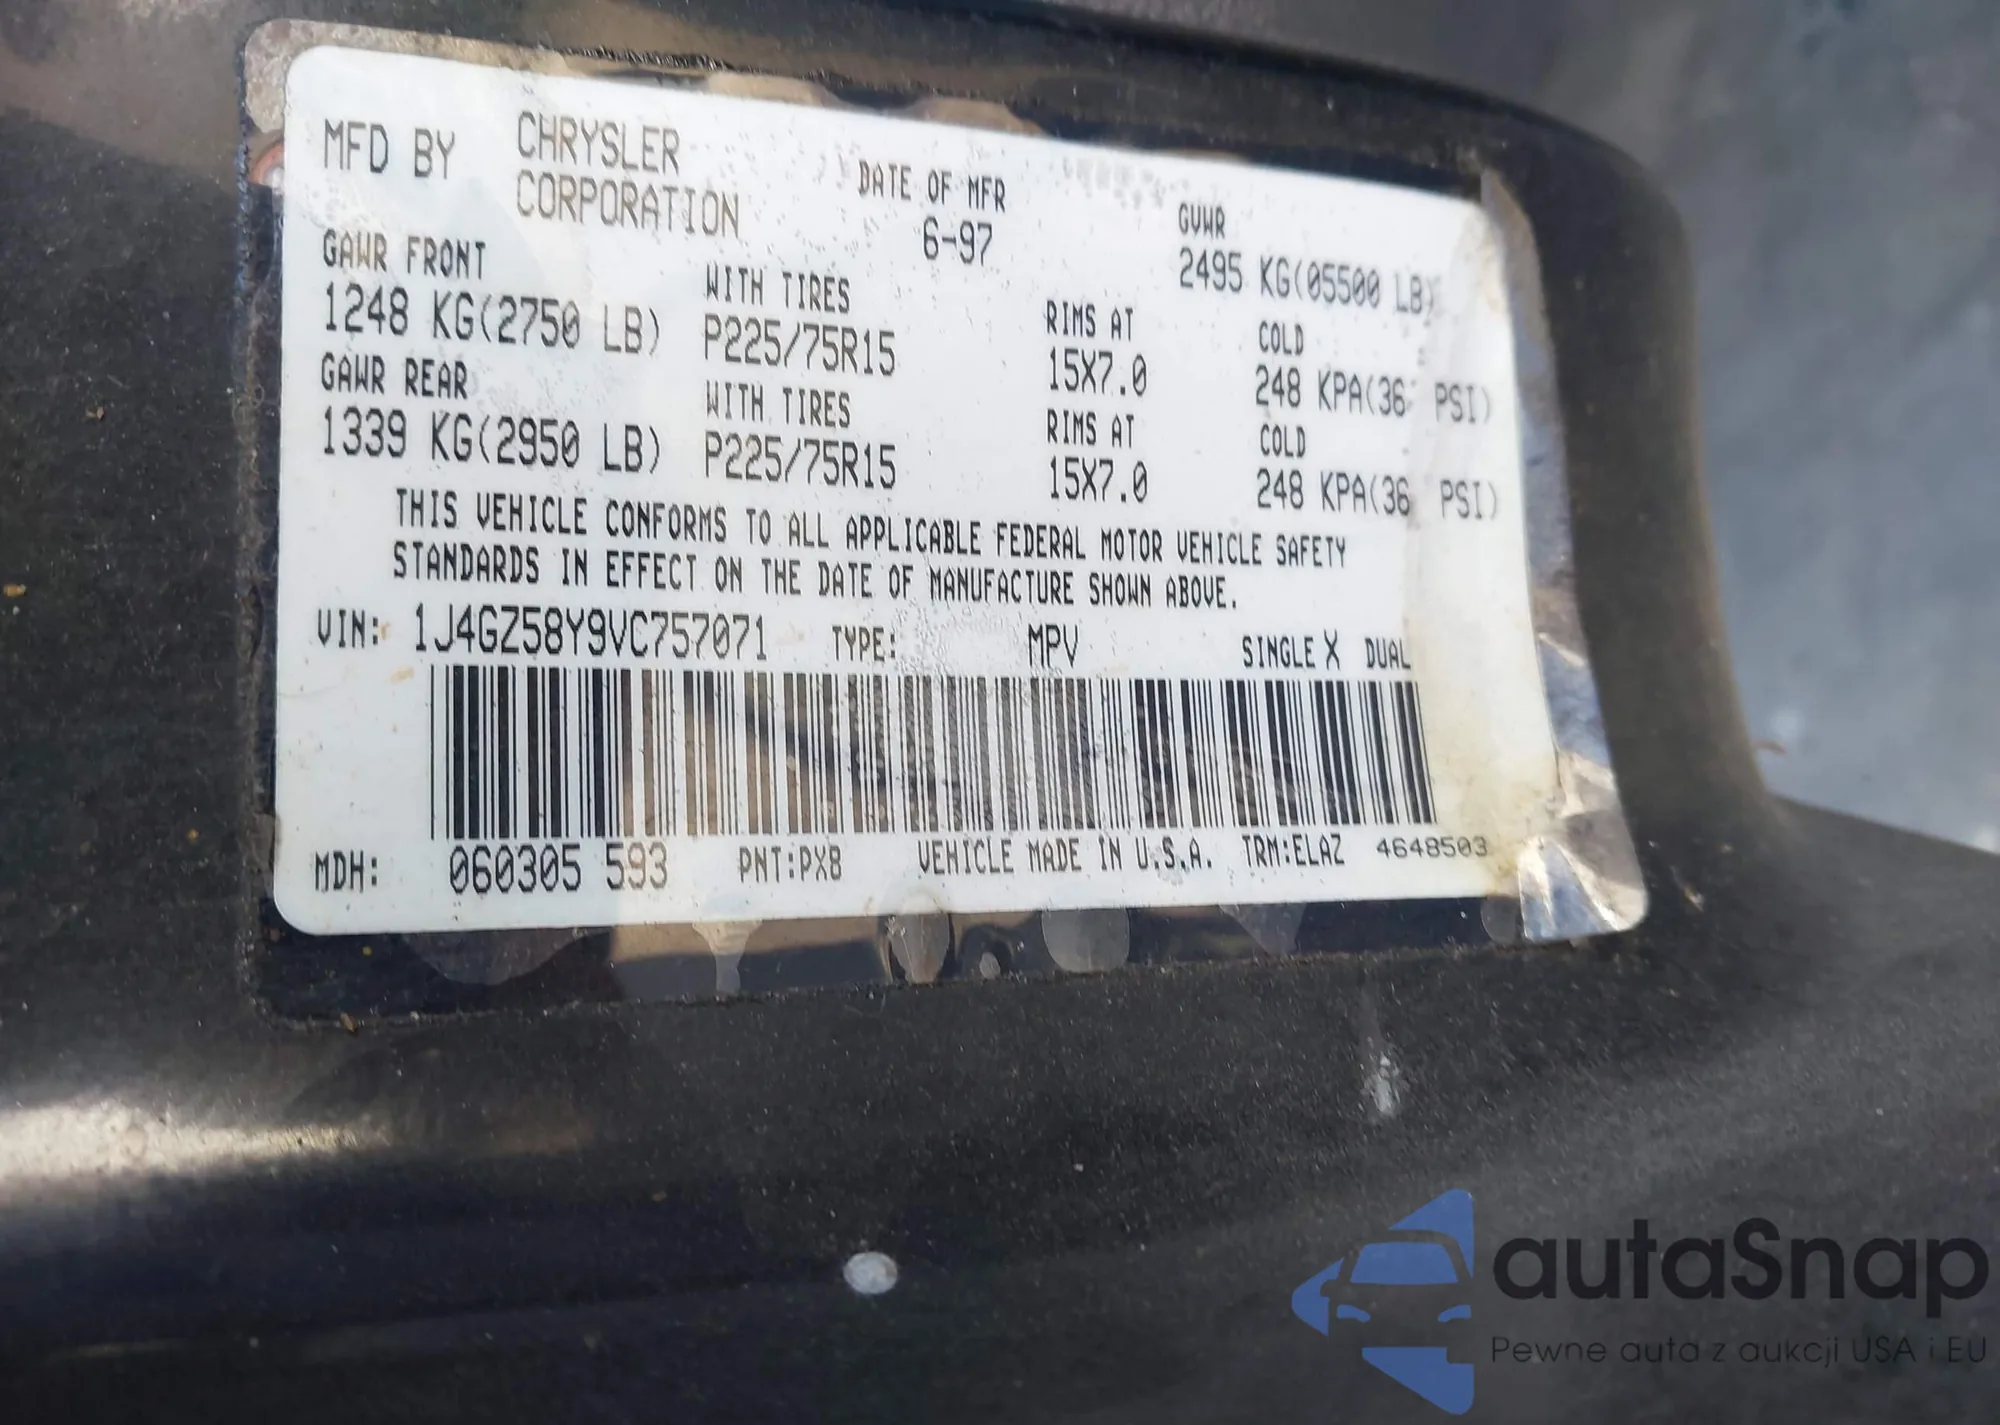 MFD BY CHRYSLER CORPORATION DATE OF MFR 6-97 GVWR 2495 KG(05500 LB)
GAWR FRONT WITH TIRES RIMS AT COLD
1248 KG(2750 LB) P225/75R15 15X7.0 248 KPA(36 PSI)
GAWR REAR WITH TIRES RIMS AT COLD
1339 KG(2950 LB) P225/75R15 15X7.0 248 KPA(36 PSI)
THIS VEHICLE CONFORMS TO ALL APPLICABLE FEDERAL MOTOR VEHICLE SAFETY
STANDARDS IN EFFECT ON THE DATE OF MANUFACTURE SHOWN ABOVE.
VIN: 1J4GZ58Y9VC757071 TYPE: MPV SINGLE X DUAL
MDH: 060305 593 PNT:PX8 VEHICLE MADE IN U.S.A. TRM:ELAZ 4648503
autaSnap
Pewne auta z aukcji USA i EU